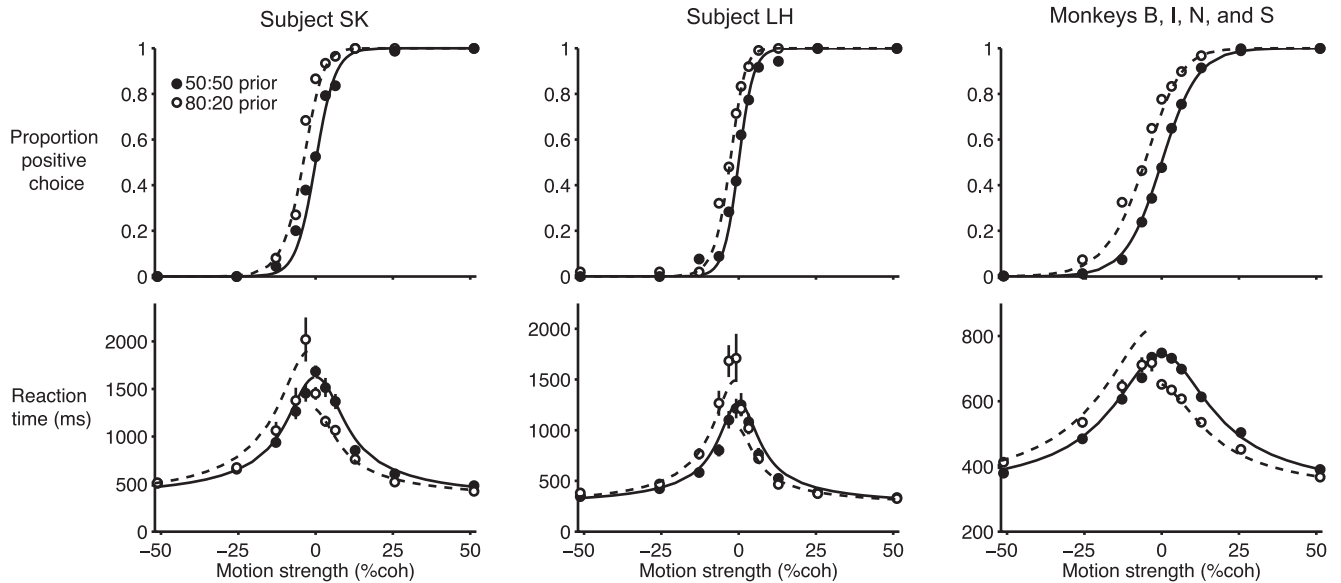 Subject SK
Subject LH
Monkeys B, I, N, and S
Proportion
positive
choice
1
0.8
0.6
0.4
0.2
0
50:50 prior
80:20 prior
1
0.8
0.6
0.4
0.2
0
1
0.8
0.6
0.4
0.2
0
Reaction
time (ms)
2000
1500
1000
500
0
−50 −25 0 25 50
Motion strength (%coh)
2000
1500
1000
500
0
−50 −25 0 25 50
Motion strength (%coh)
800
600
400
200
−50 −25 0 25 50
Motion strength (%coh)